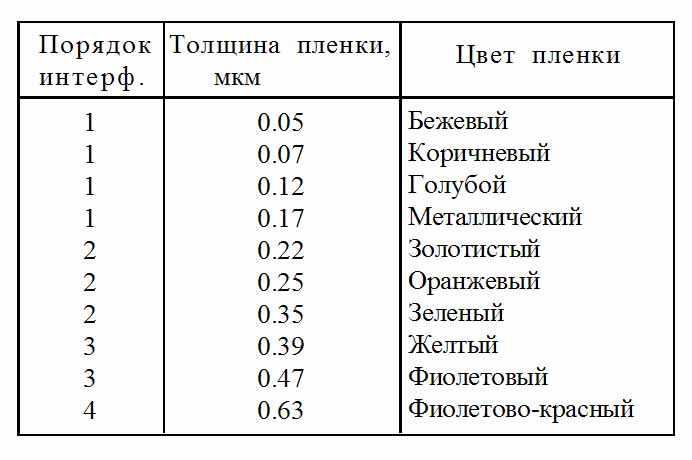 Порядок интерф. Толщина пленки, мкм Цвет пленки
1 0.05 Бежевый
1 0.07 Коричневый
1 0.12 Голубой
1 0.17 Металлический
2 0.22 Золотистый
2 0.25 Оранжевый
2 0.35 Зеленый
3 0.39 Желтый
3 0.47 Фиолетовый
4 0.63 Фиолетово-красный